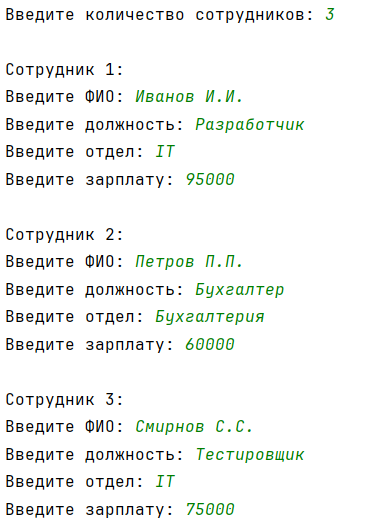 Введите количество сотрудников: 3
Сотрудник 1:
Введите ФИО: Иванов И.И.
Введите должность: Разработчик
Введите отдел: IT
Введите зарплату: 95000
Сотрудник 2:
Введите ФИО: Петров П.П.
Введите должность: Бухгалтер
Введите отдел: Бухгалтерия
Введите зарплату: 60000
Сотрудник 3:
Введите ФИО: Смирнов С.С.
Введите должность: Тестировщик
Введите отдел: IT
Введите зарплату: 75000